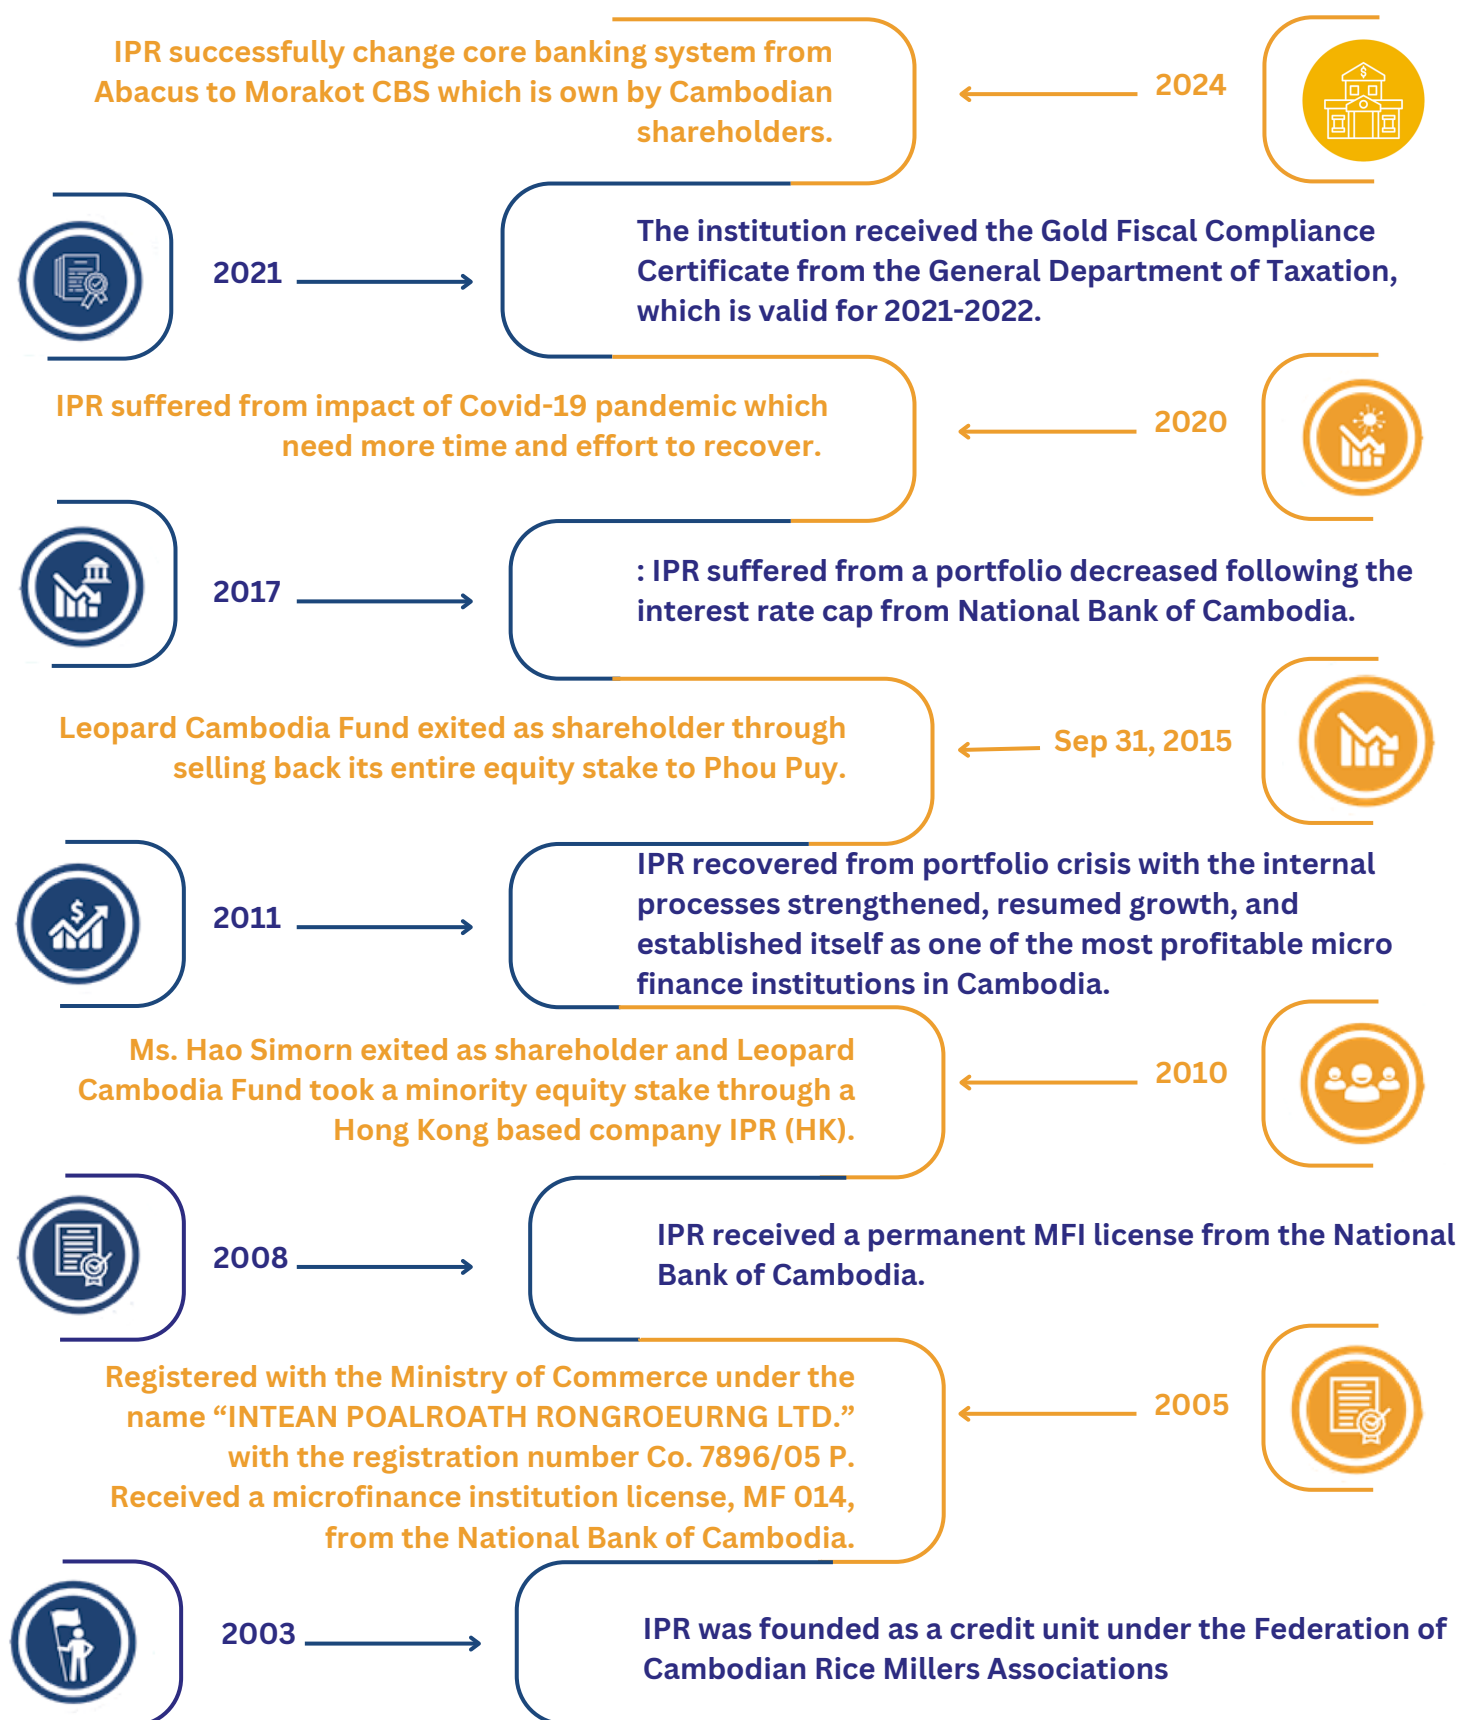 IPR successfully change core banking system from
Abacus to Morakot CBS which is own by Cambodian
shareholders.
2024
2021
The institution received the Gold Fiscal Compliance
Certificate from the General Department of Taxation,
which is valid for 2021-2022.
IPR suffered from impact of Covid-19 pandemic which
need more time and effort to recover.
2020
2017
: IPR suffered from a portfolio decreased following the
interest rate cap from National Bank of Cambodia.
Leopard Cambodia Fund exited as shareholder through
selling back its entire equity stake to Phou Puy.
Sep 31, 2015
2011
IPR recovered from portfolio crisis with the internal
processes strengthened, resumed growth, and
established itself as one of the most profitable micro
finance institutions in Cambodia.
Ms. Hao Simorn exited as shareholder and Leopard
Cambodia Fund took a minority equity stake through a
Hong Kong based company IPR (HK).
2010
2008
IPR received a permanent MFI license from the National
Bank of Cambodia.
Registered with the Ministry of Commerce under the
name “INTEAN POALROATH RONGROEURNG LTD.”
with the registration number Co. 7896/05 P.
Received a microfinance institution license, MF 014,
from the National Bank of Cambodia.
2005
2003
IPR was founded as a credit unit under the Federation of
Cambodian Rice Millers Associations